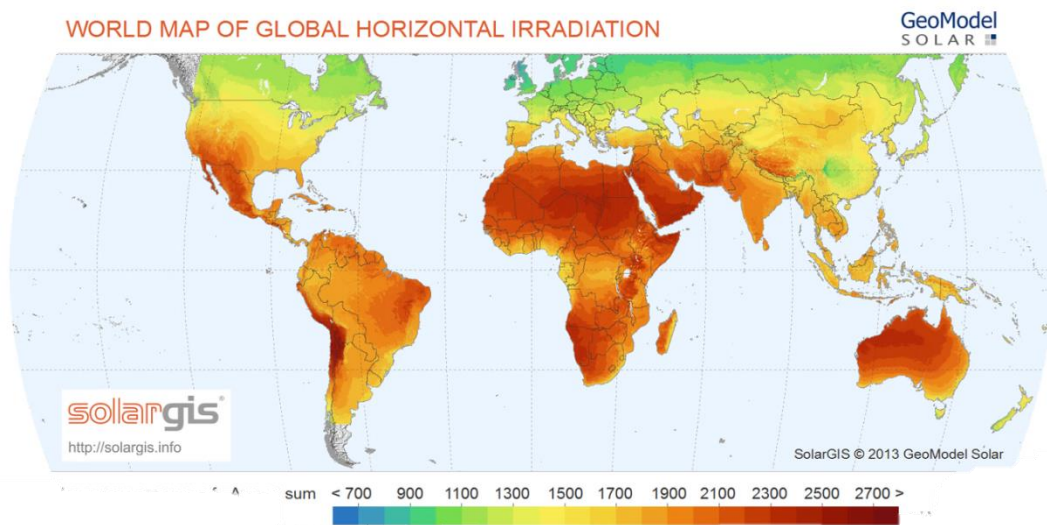 WORLD MAP OF GLOBAL HORIZONTAL IRRADIATION
GeoModel
SOLAR
solargis
http://solargis.info
SolarGIS © 2013 GeoModel Solar
sum < 700 900 1100 1300 1500 1700 1900 2100 2300 2500 2700 >